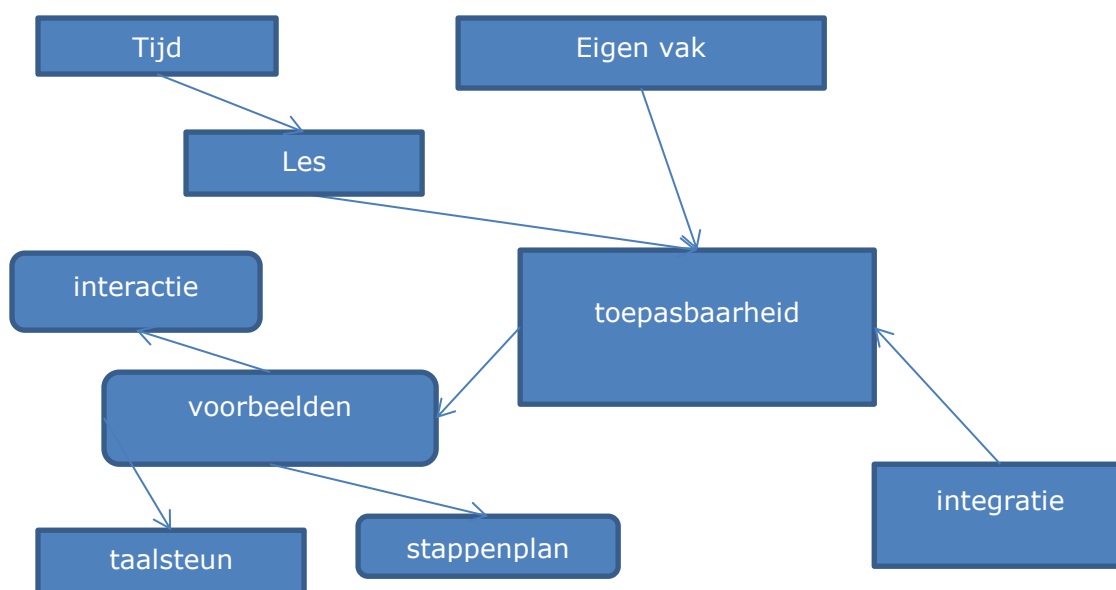 Tijd
Eigen vak
Les
interactie
toepasbaarheid
voorbeelden
integratie
stappenplan
taalsteun